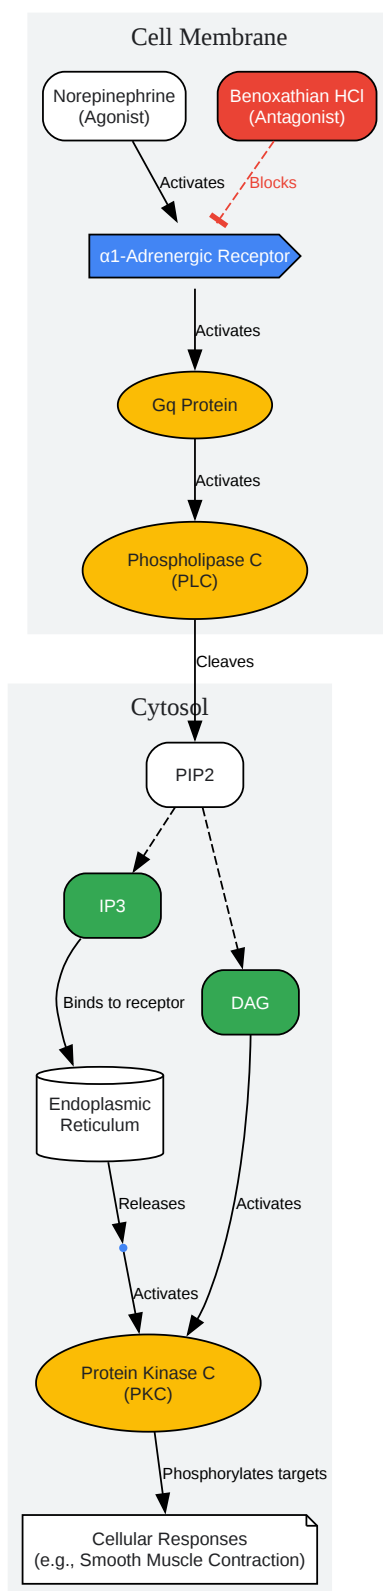 Cell Membrane
Norepinephrine
(Agonist)
Benoxathian HCl
(Antagonist)
Activates
Blocks
α1-Adrenergic Receptor
Activates
Gq Protein
Activates
Phospholipase C
(PLC)
Cleaves
Cytosol
PIP2
IP3
DAG
Binds to receptor
Endoplasmic
Reticulum
Releases
Activates
Activates
Protein Kinase C
(PKC)
Phosphorylates targets
Cellular Responses
(e.g., Smooth Muscle Contraction)